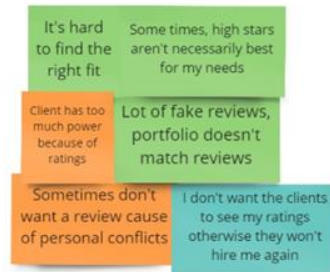 It's hard
to find the
right fit
Some times, high stars
aren't necessarily best
for my needs
Client has too
much power
because of
ratings
Lot of fake reviews,
portfolio doesn't
match reviews
Sometimes don't
want a review cause
of personal conflicts
I don't want the clients
to see my ratings
otherwise they won't
hire me again